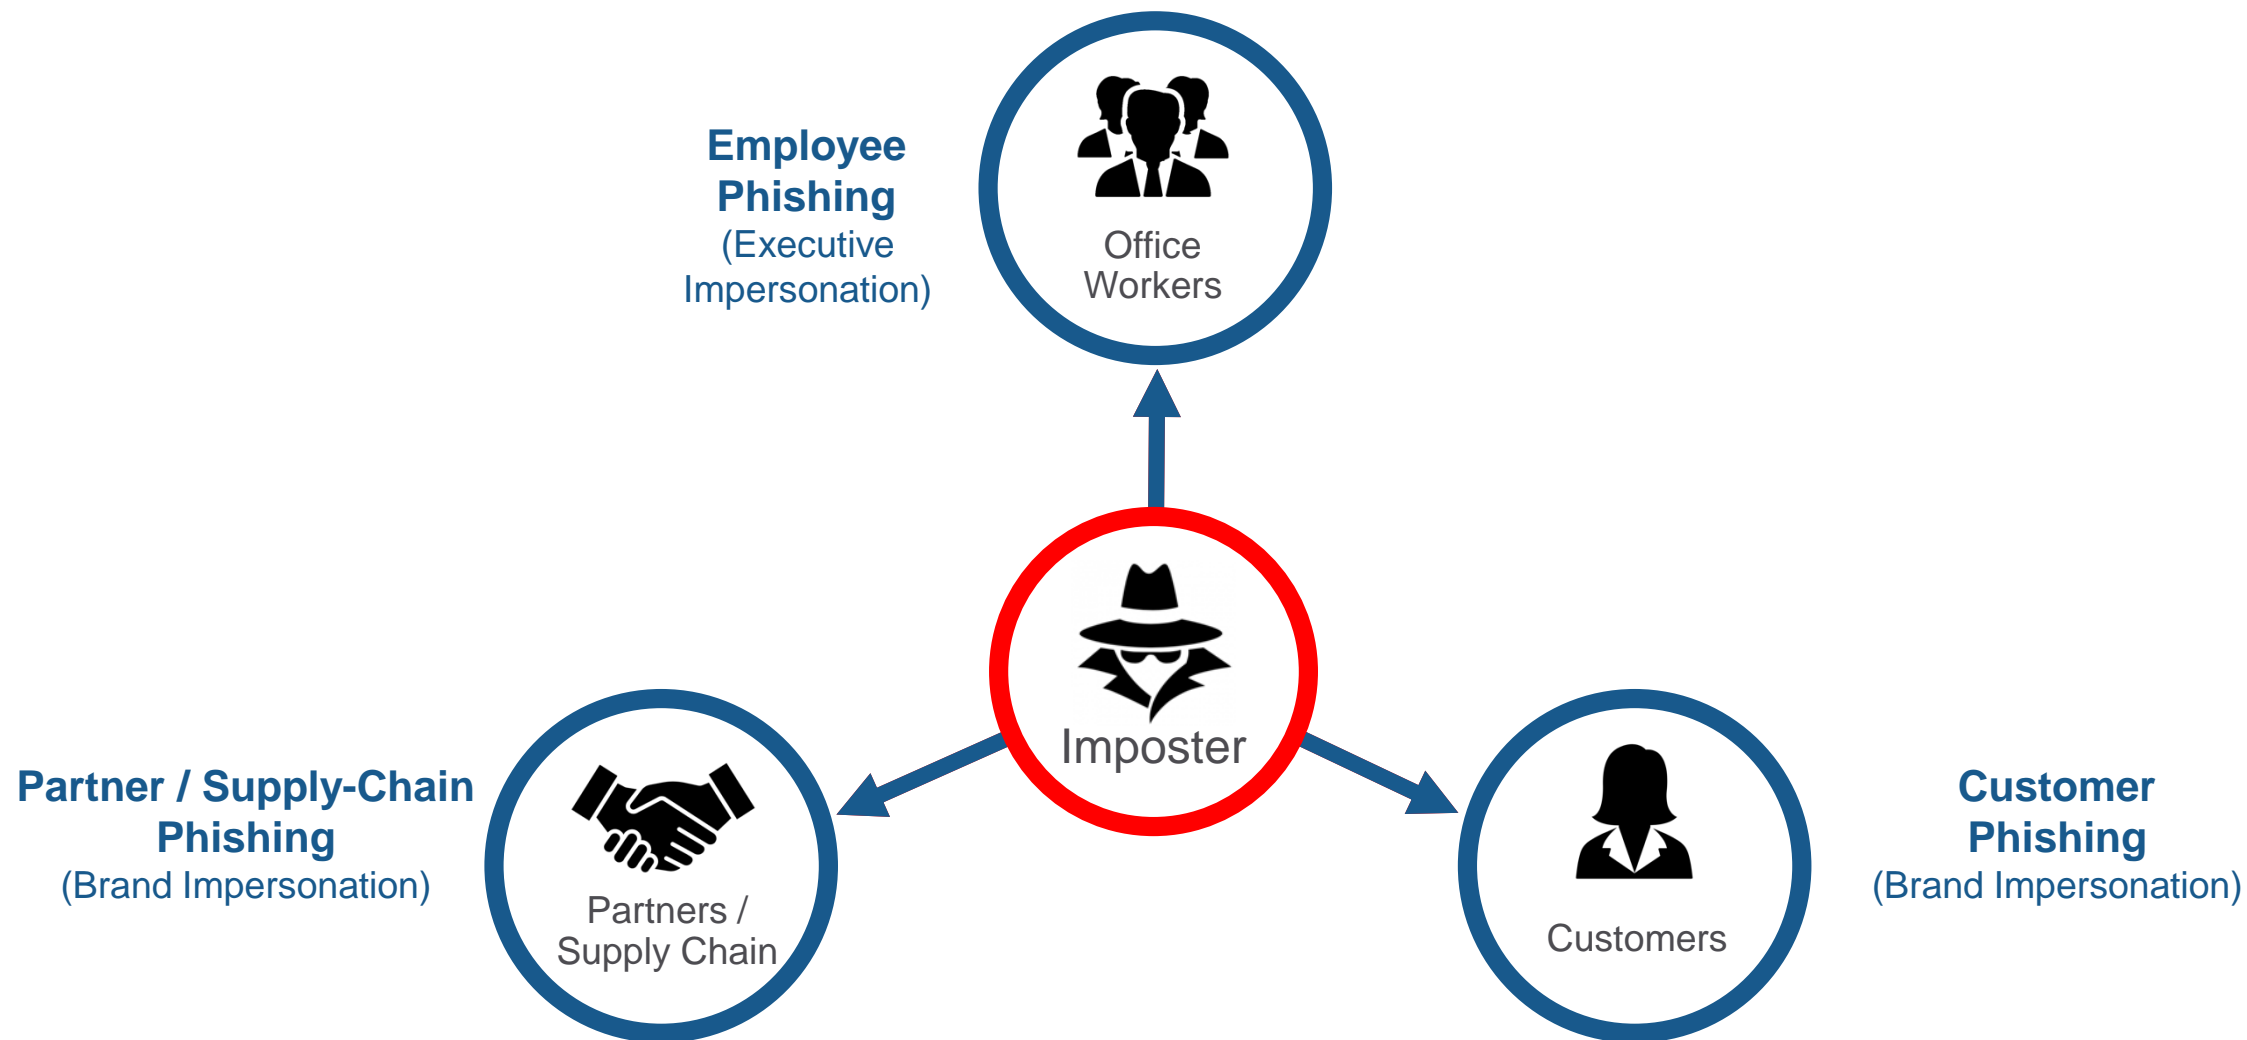 Employee
Phishing
(Executive
Impersonation)
Office
Workers
Imposter
Partner / Supply-Chain
Phishing
(Brand Impersonation)
Partners /
Supply Chain
Customers
Customer
Phishing
(Brand Impersonation)